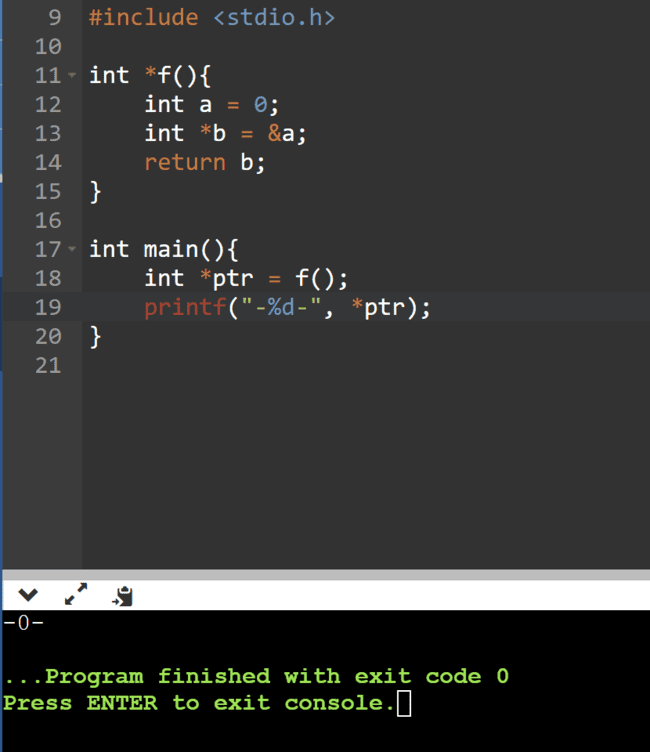 9 #include <stdio.h>
10
11 int *f(){
12     int a = 0;
13     int *b = &a;
14     return b;
15 }
16
17 int main(){
18     int *ptr = f();
19     printf("-%d-", *ptr);
20 }
21
-0-
...Program finished with exit code 0
Press ENTER to exit console.